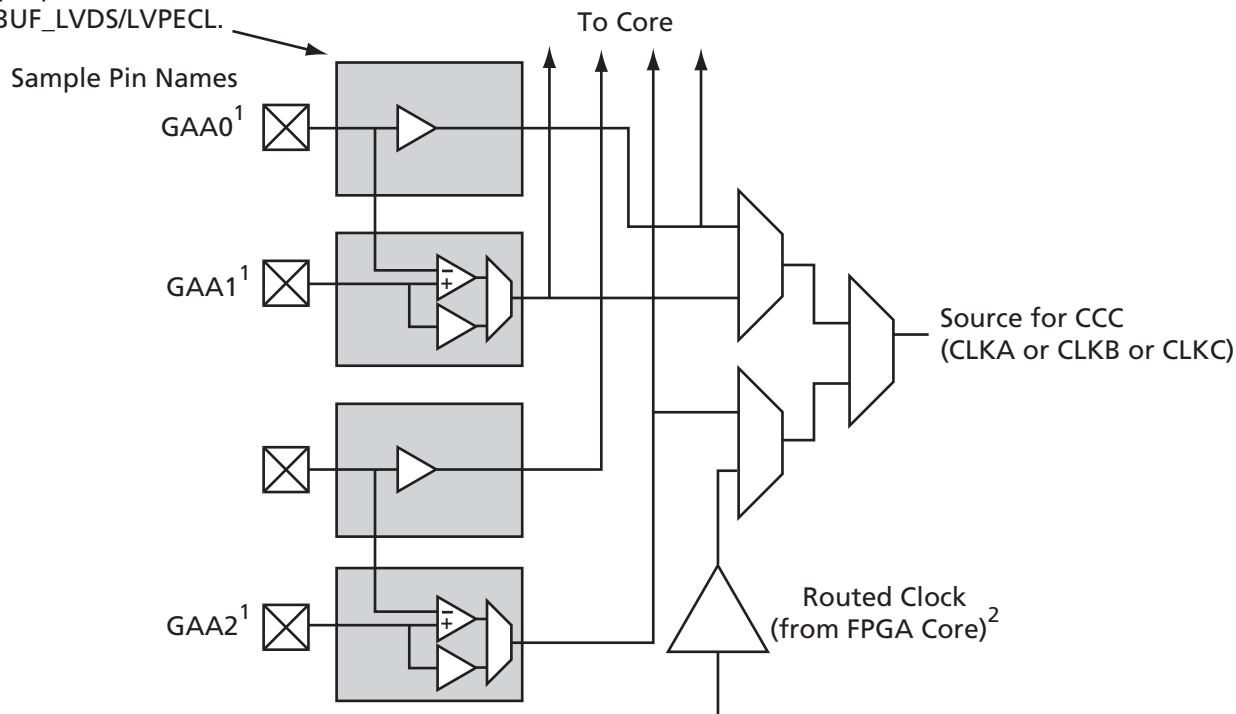 BUF_LVDS/LVPECL.
To Core
Sample Pin Names
GAA0¹
GAA1¹
Source for CCC
(CLKA or CLKB or CLKC)
GAA2¹
Routed Clock
(from FPGA Core)²